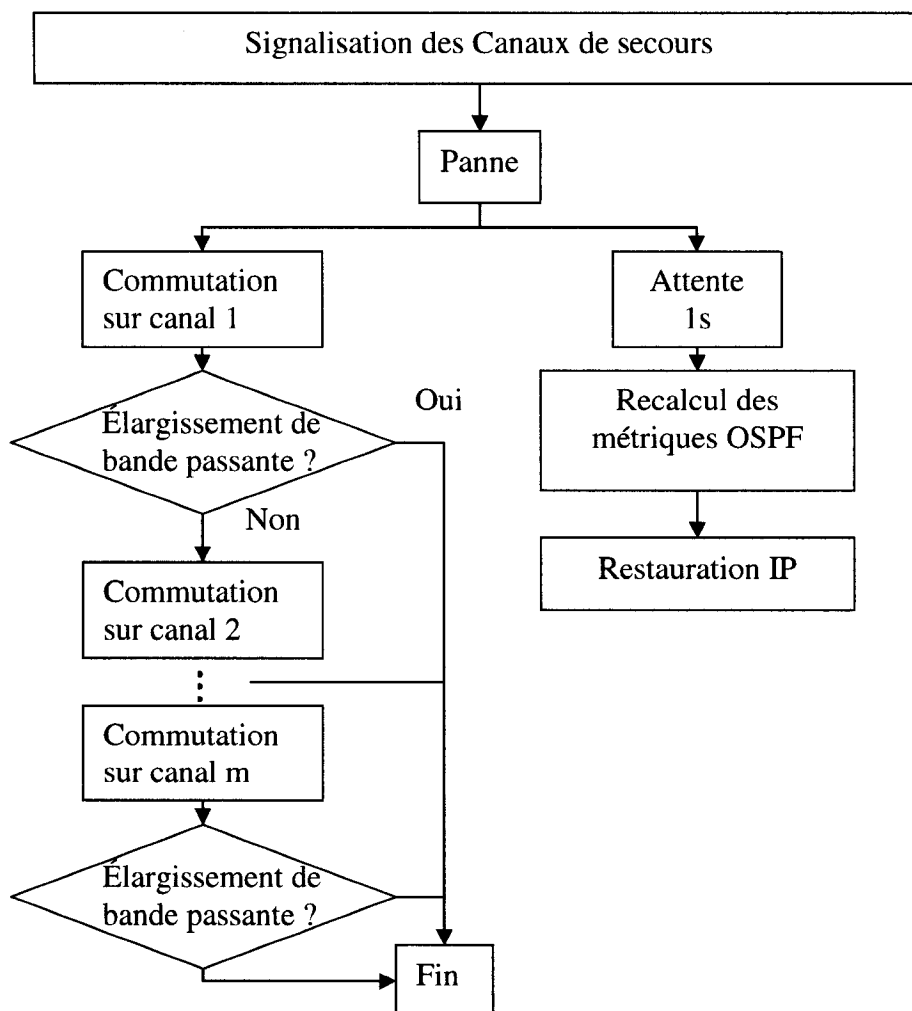 Signalisation des Canaux de secours
Panne
Commutation
sur canal 1
Attente
1s
Élargissement de
bande passante ?
Oui
Non
Recalcul des
métriques OSPF
Restauration IP
Commutation
sur canal 2
Commutation
sur canal m
Élargissement de
bande passante ?
Fin